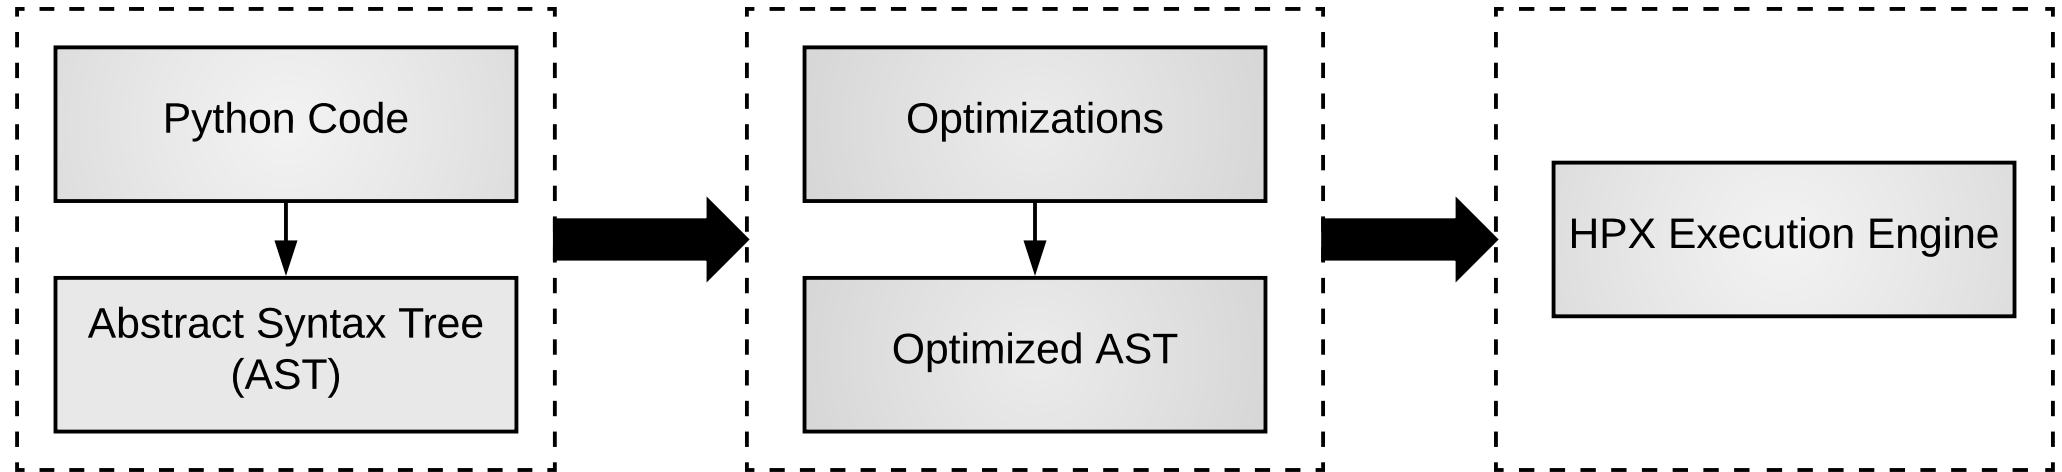 Python Code
Abstract Syntax Tree
(AST)
Optimizations
Optimized AST
HPX Execution Engine